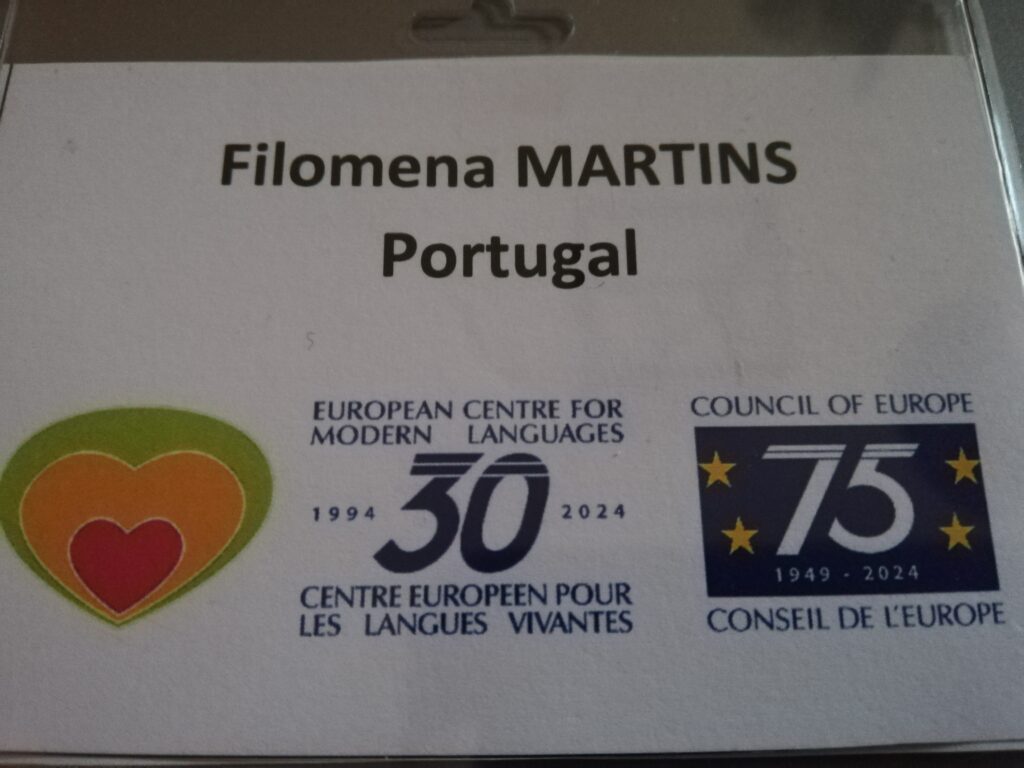 Filomena MARTINS
Portugal
EUROPEAN CENTRE FOR
MODERN LANGUAGES
1994 30 2024
CENTRE EUROPEEN POUR
LES LANGUES VIVANTES
COUNCIL OF EUROPE
75
1949 - 2024
CONSEIL DE L'EUROPE